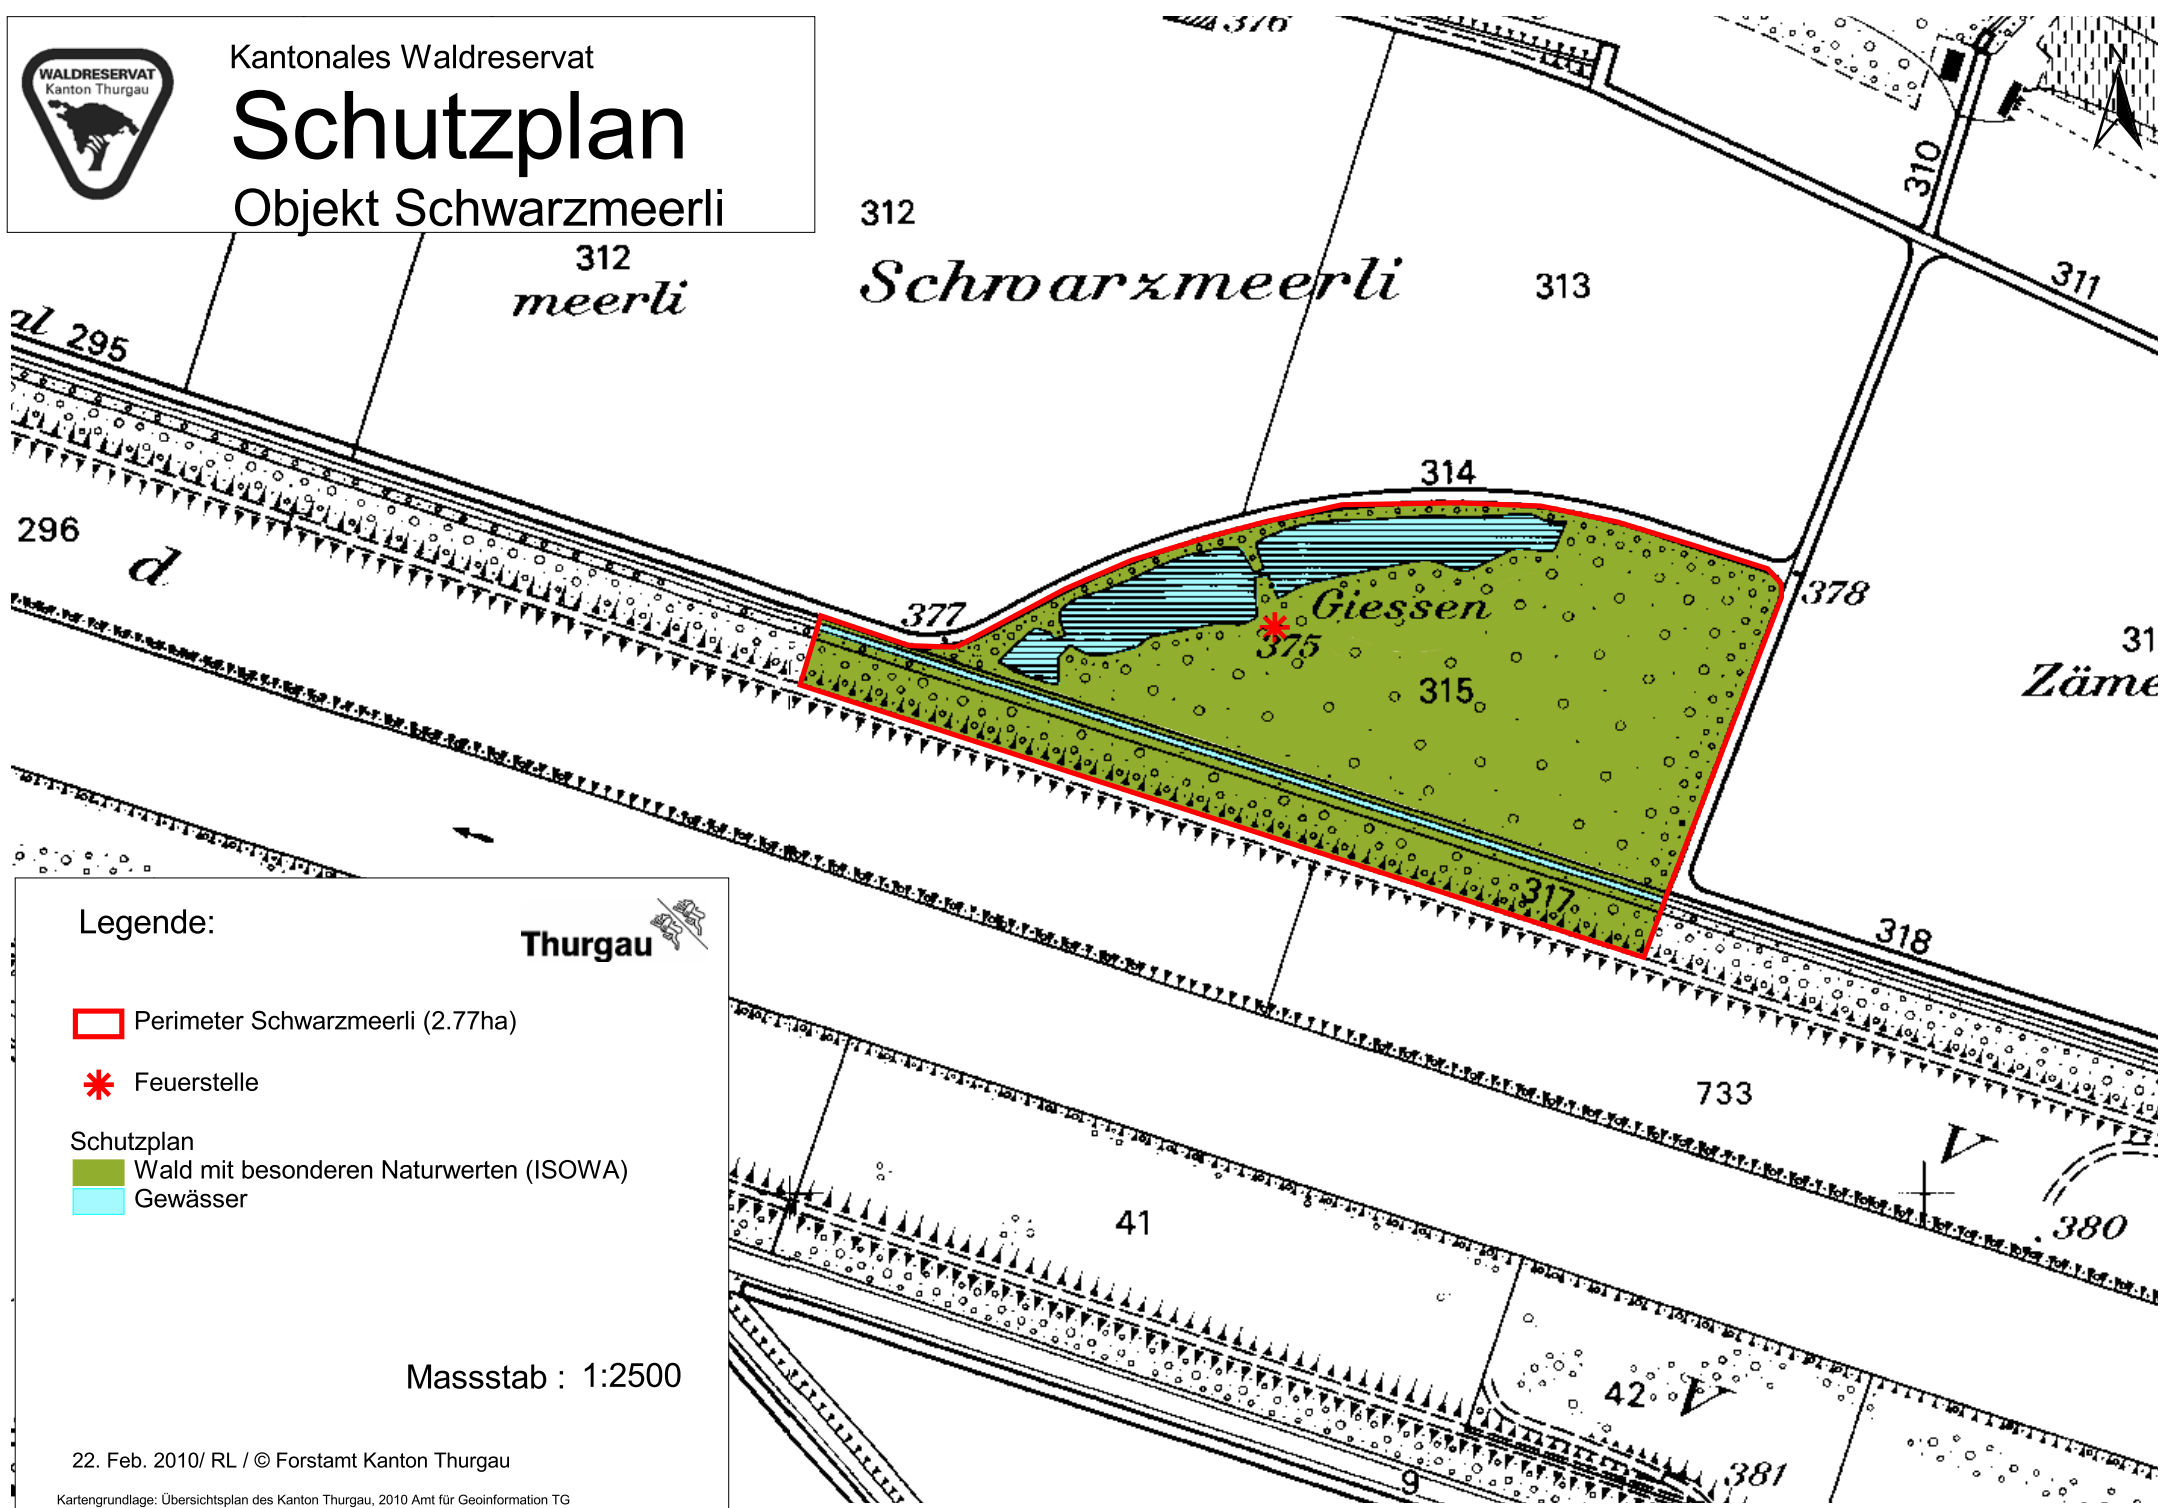 WALDRESERVAT
Kanton Thurgau
Kantonales Waldreservat
Schutzplan
Objekt Schwarzmeerli
376
310
312
312
meerli
Schwarzmeerli
313
311
al 295
296
d
314
377
Giessen
375
378
315
31
Zäme
317
318
733
V
380
41
42 V
9
381
Legende:
Thurgau
Perimeter Schwarzmeerli (2.77ha)
Feuerstelle
Schutzplan
Wald mit besonderen Naturwerten (ISOWA)
Gewässer
Massstab : 1:2500
22. Feb. 2010/ RL / © Forstamt Kanton Thurgau
Kartengrundlage: Übersichtsplan des Kanton Thurgau, 2010 Amt für Geoinformation TG